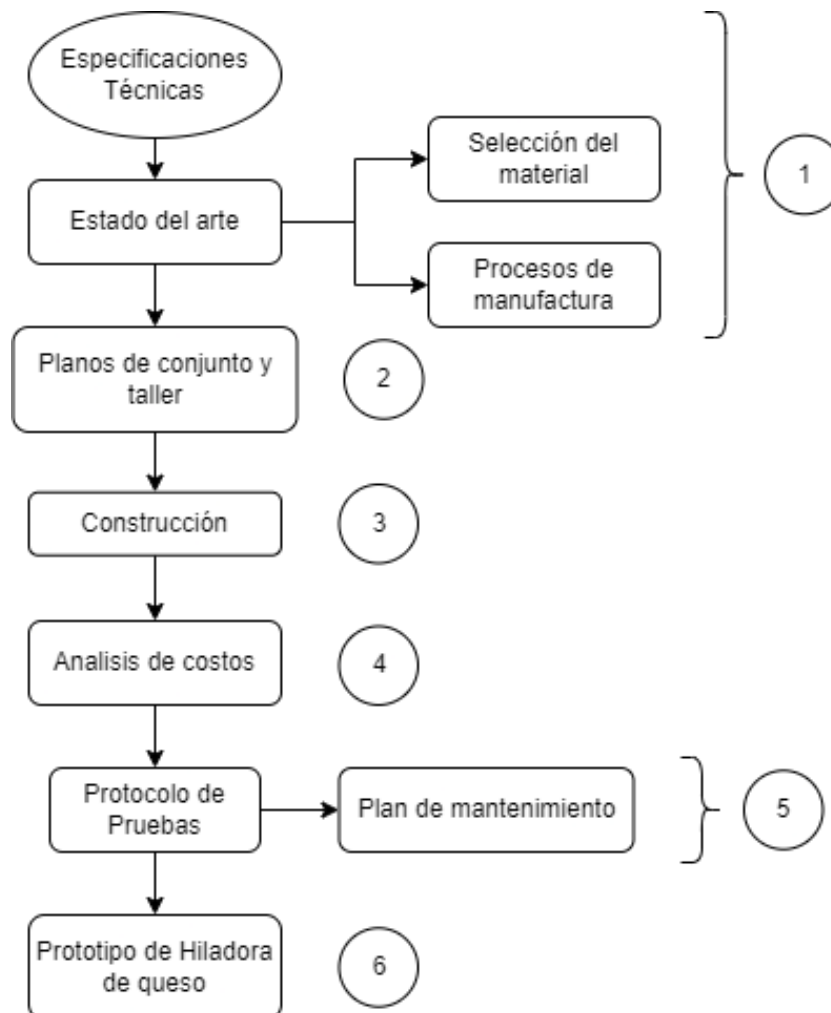 Especificaciones
Técnicas
Selección del
material
1
Estado del arte
Procesos de
manufactura
Planos de conjunto y
taller
2
Construcción
3
Analisis de costos
4
Protocolo de
Pruebas
Plan de mantenimiento
5
Prototipo de Hiladora
de queso
6